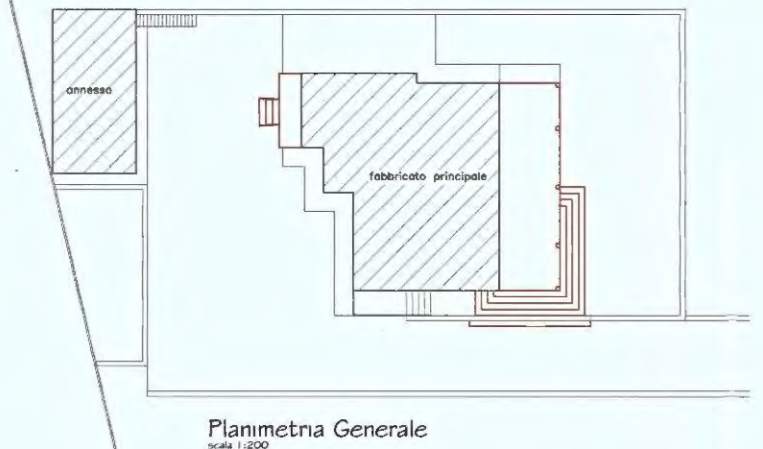 annesso
fabbricato principale
Planimetria Generale
scala 1:200